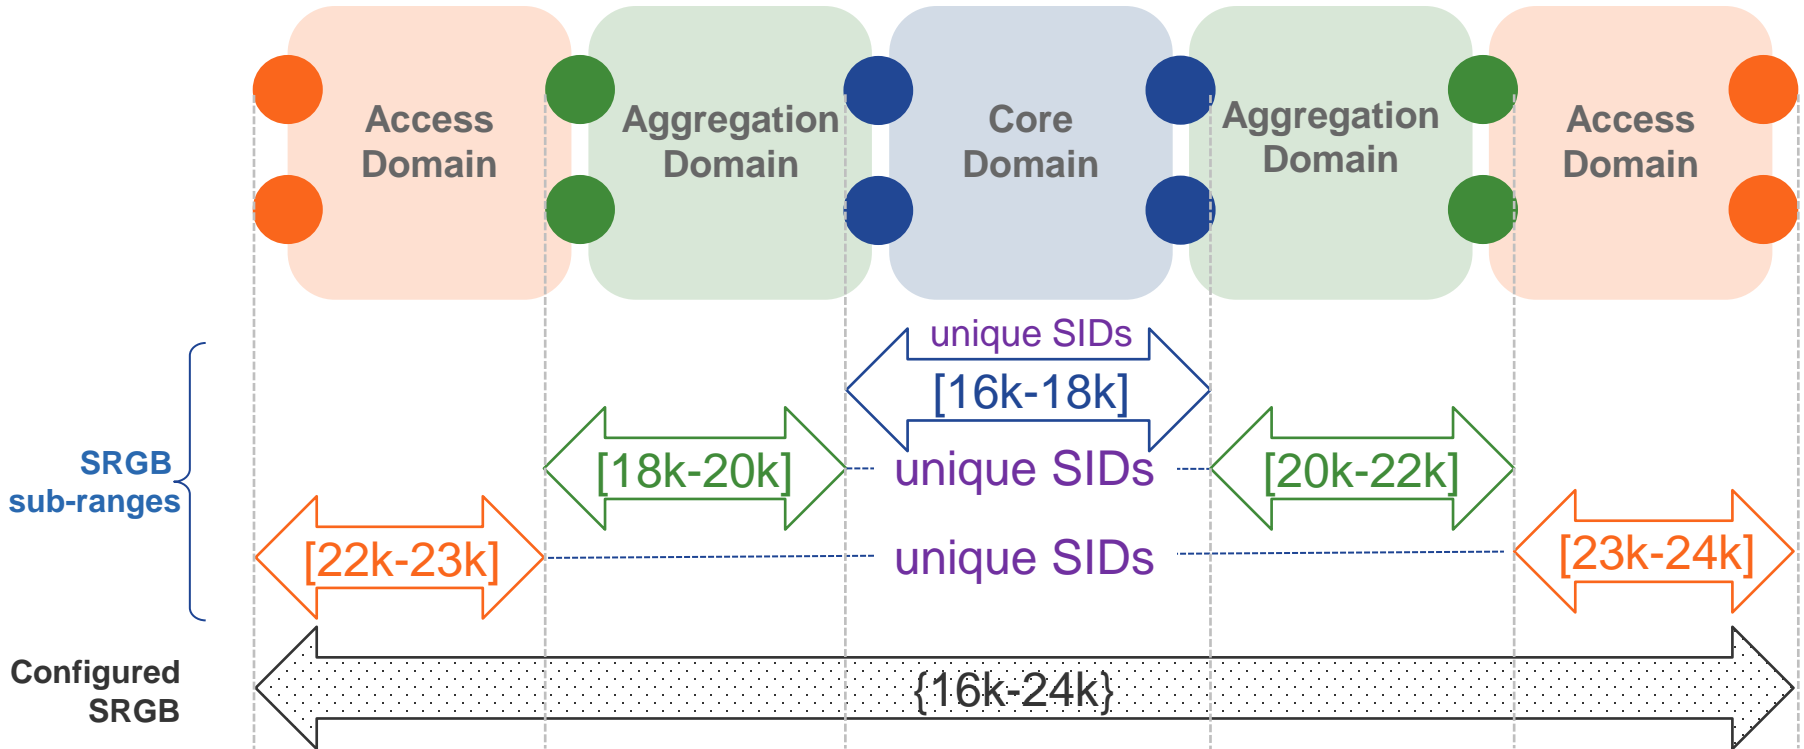 Access
Domain
Aggregation
Domain
Core
Domain
Aggregation
Domain
Access
Domain
unique SIDs
[16k-18k]
SRGB
sub-ranges
[18k-20k]
unique SIDs
[20k-22k]
[22k-23k]
unique SIDs
[23k-24k]
Configured
SRGB
{16k-24k}